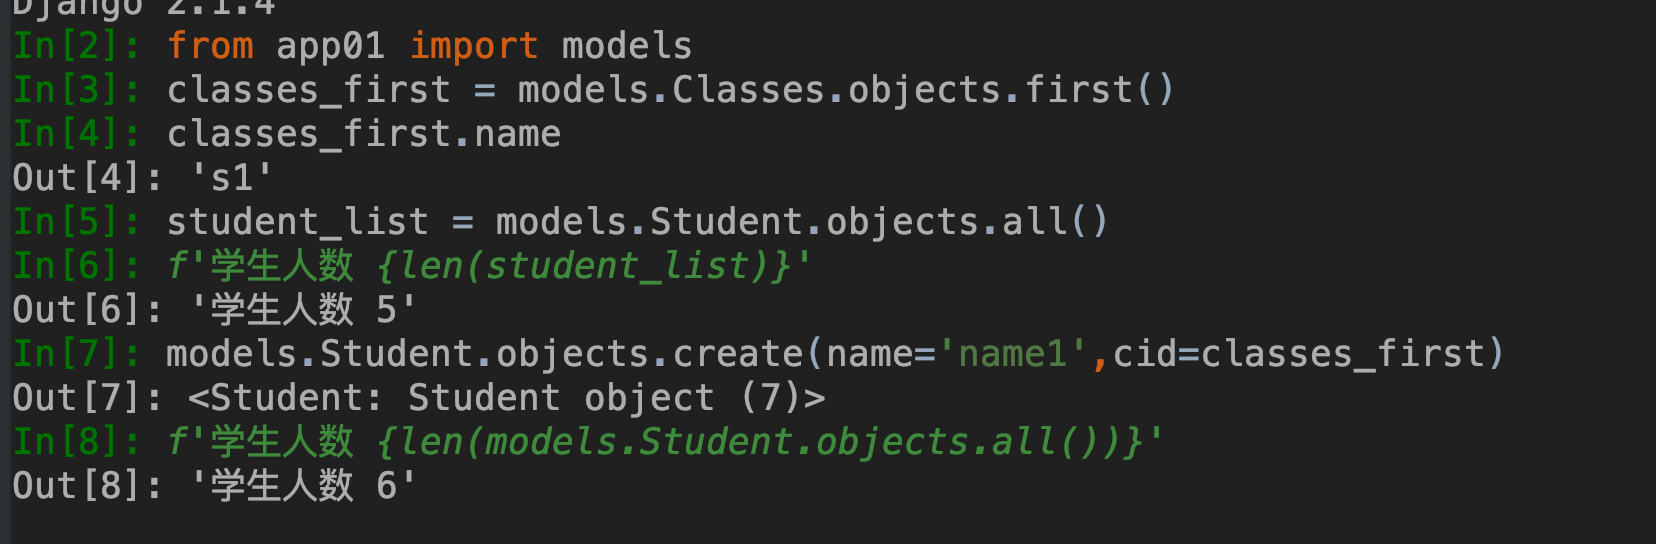 Django 2.1.4
In[2]: from app01 import models
In[3]: classes_first = models.Classes.objects.first()
In[4]: classes_first.name
Out[4]: 's1'
In[5]: student_list = models.Student.objects.all()
In[6]: f'学生人数 {len(student_list)}'
Out[6]: '学生人数 5'
In[7]: models.Student.objects.create(name='name1',cid=classes_first)
Out[7]: <Student: Student object (7)>
In[8]: f'学生人数 {len(models.Student.objects.all())}'
Out[8]: '学生人数 6'